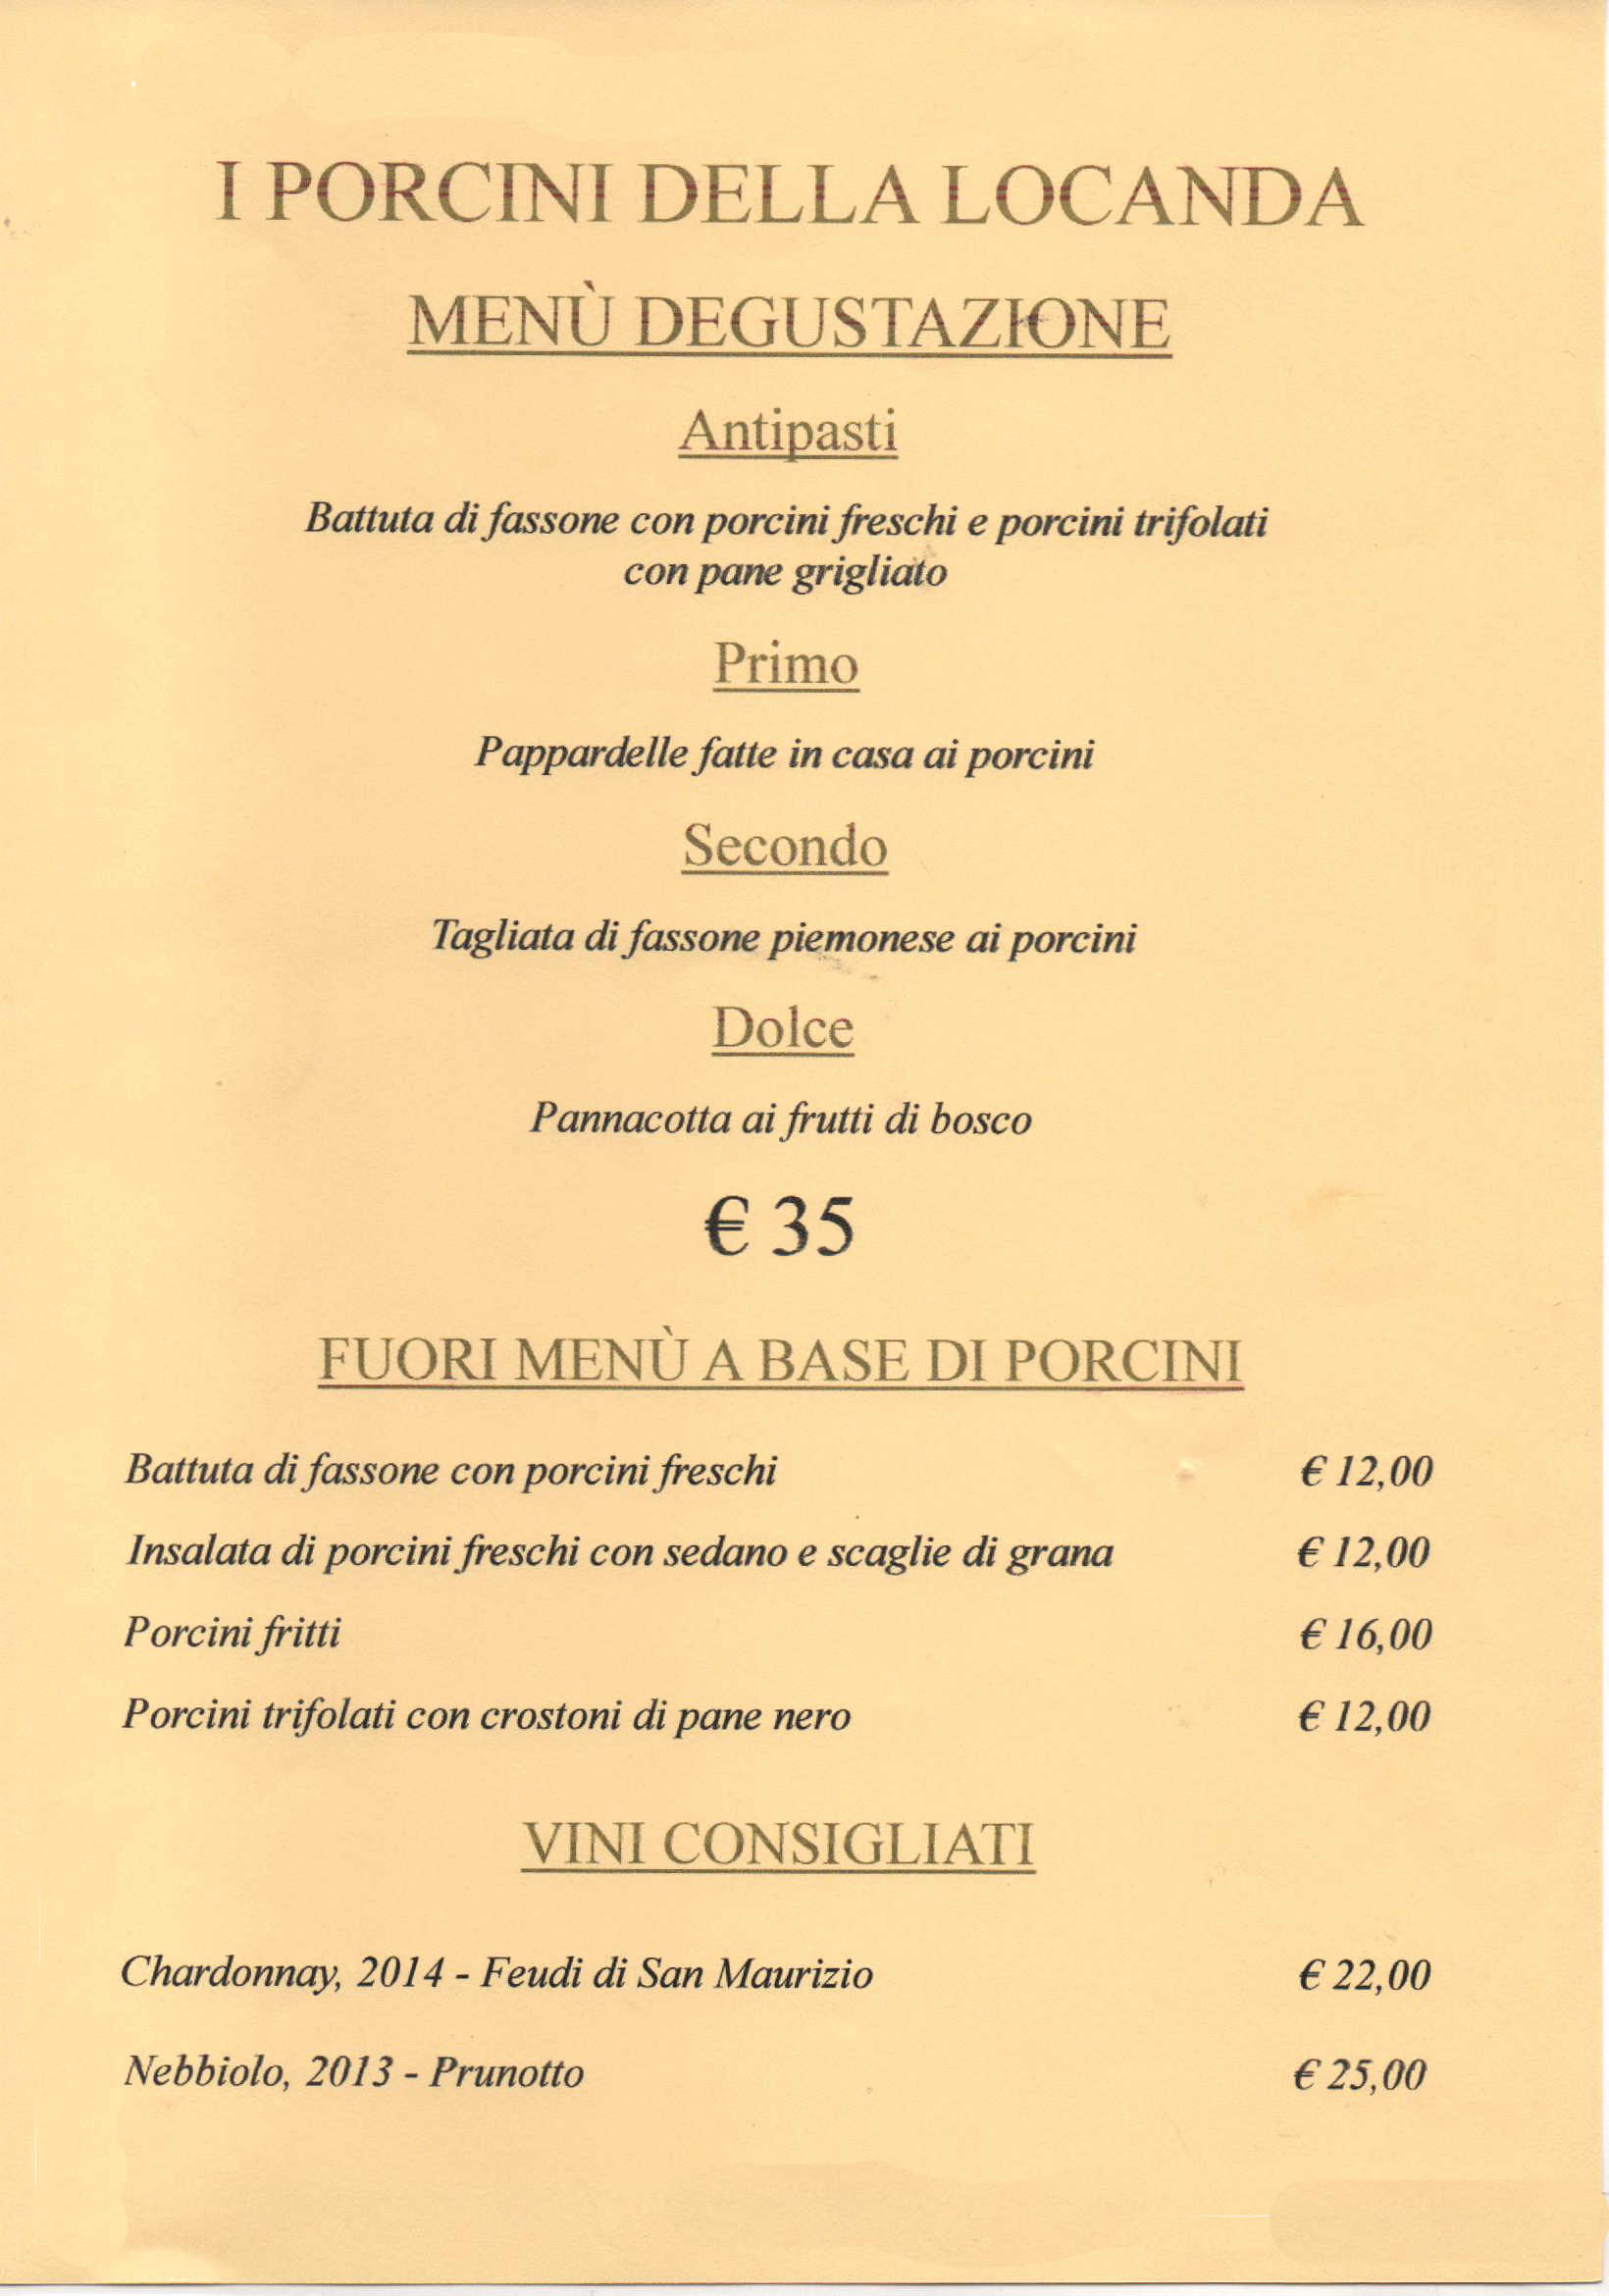 I PORCINI DELLA LOCANDA
MENÙ DEGUSTAZIONE
Antipasti
Battuta di fassone con porcini freschi e porcini trifolati
con pane grigliato
Primo
Pappardelle fatte in casa ai porcini
Secondo
Tagliata di fassone piemonese ai porcini
Dolce
Pannacotta ai frutti di bosco
€ 35
FUORI MENÙ A BASE DI PORCINI
Battuta di fassone con porcini freschi € 12,00
Insalata di porcini freschi con sedano e scaglie di grana € 12,00
Porcini fritti € 16,00
Porcini trifolati con crostoni di pane nero € 12,00
VINI CONSIGLIATI
Chardonnay, 2014 - Feudi di San Maurizio € 22,00
Nebbiolo, 2013 - Prunotto € 25,00